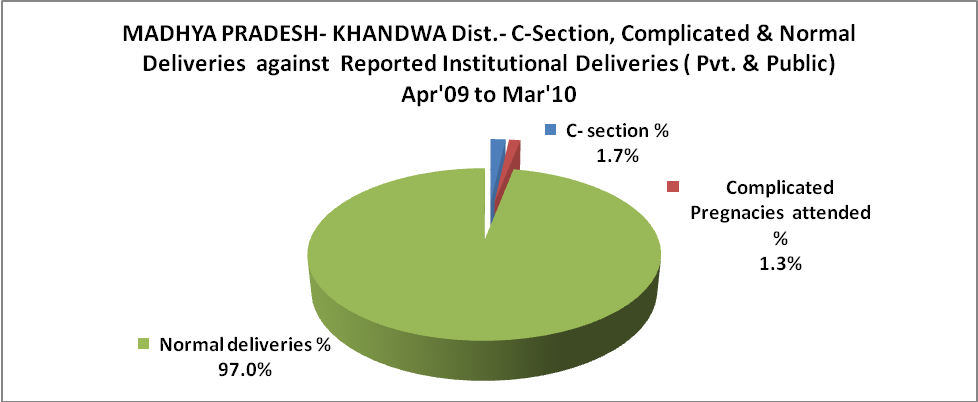 MADHYA PRADESH- KHANDWA Dist.- C-Section, Complicated & Normal
Deliveries against Reported Institutional Deliveries ( Pvt. & Public)
Apr'09 to Mar'10
C- section %
1.7%
Complicated
Pregnacies attended
%
1.3%
Normal deliveries %
97.0%